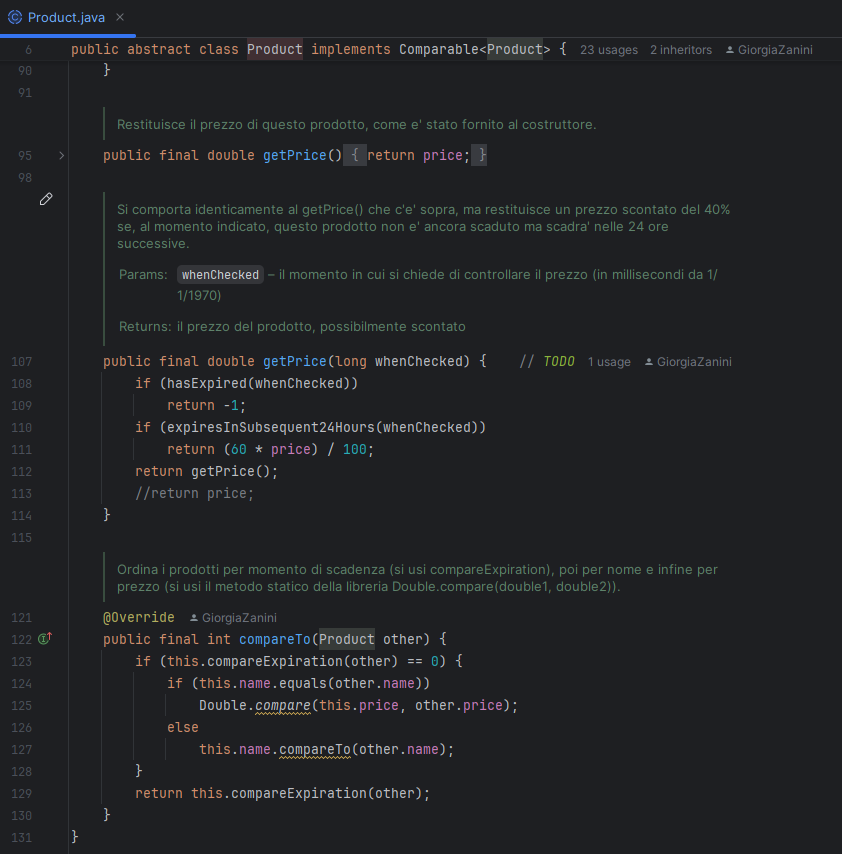 Product.java ×
6 public abstract class Product implements Comparable<Product> { 23 usages 2 inheritors GiorgiaZanini
90 }
91
Restituisce il prezzo di questo prodotto, come e' stato fornito al costruttore.
95 public final double getPrice() { return price; }
98
Si comporta identicamente al getPrice() che c'e' sopra, ma restituisce un prezzo scontato del 40%
se, al momento indicato, questo prodotto non e' ancora scaduto ma scadra' nelle 24 ore
successive.
Params: whenChecked – il momento in cui si chiede di controllare il prezzo (in millisecondi da 1/
1/1970)
Returns: il prezzo del prodotto, possibilmente scontato
107 public final double getPrice(long whenChecked) { // TODO 1 usage GiorgiaZanini
108 if (hasExpired(whenChecked))
109 return -1;
110 if (expiresInSubsequent24Hours(whenChecked))
111 return (60 * price) / 100;
112 return getPrice();
113 //return price;
114 }
115
Ordina i prodotti per momento di scadenza (si usi compareExpiration), poi per nome e infine per
prezzo (si usi il metodo statico della libreria Double.compare(double1, double2)).
121 @Override GiorgiaZanini
122 public final int compareTo(Product other) {
123 if (this.compareExpiration(other) == 0) {
124 if (this.name.equals(other.name))
125 Double.compare(this.price, other.price);
126 else
127 this.name.compareTo(other.name);
128 }
129 return this.compareExpiration(other);
130 }
131 }